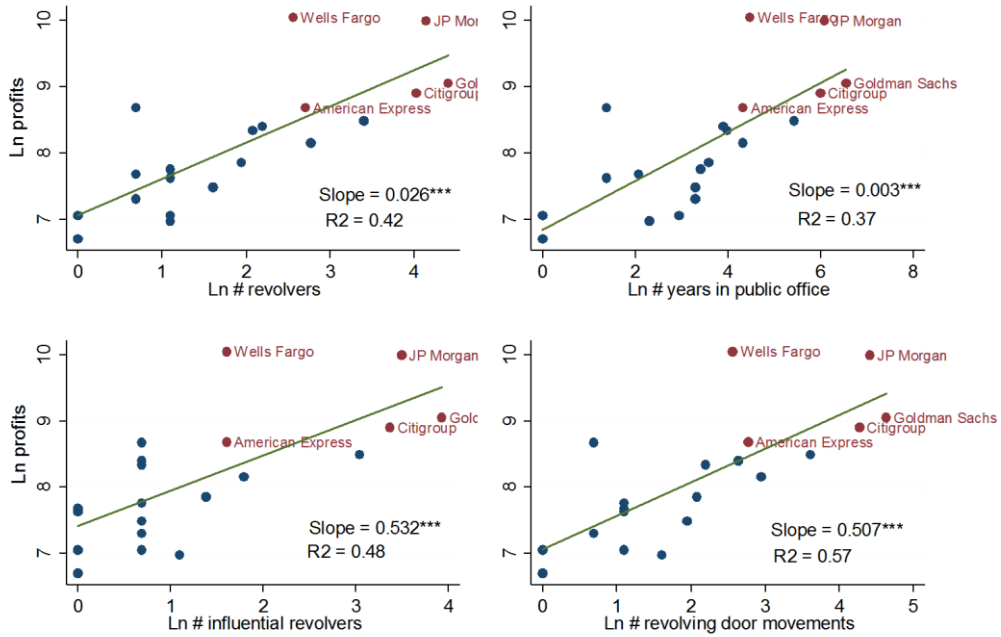 Ln profits
10
9
8
7
Wells Fargo
JP Mor
Gol
Citigroup
American Express
Slope = 0.026***
R2 = 0.42
0 1 2 3 4
Ln # revolvers
Ln profits
10
9
8
7
Wells Fargo
JP Morgan
Goldman Sachs
Citigroup
American Express
Slope = 0.003***
R2 = 0.37
0 2 4 6 8
Ln # years in public office
Ln profits
10
9
8
7
Wells Fargo
JP Morgan
Gold
Citigroup
American Express
Slope = 0.532***
R2 = 0.48
0 1 2 3 4
Ln # influential revolvers
Ln profits
10
9
8
7
Wells Fargo
JP Morgan
Goldman Sachs
Citigroup
American Express
Slope = 0.507***
R2 = 0.57
0 1 2 3 4 5
Ln # revolving door movements